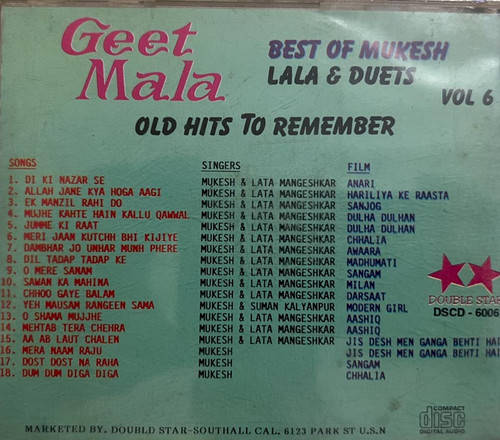 Geet Mala
BEST OF MUKESH
LALA & DUETS
VOL 6
OLD HITS TO REMEMBER
SONGS SINGERS FILM
1. DI KI NAZAR SE MUKESH & LATA MANGESHKAR ANARI
2. ALLAH JANE KYA HOGA AAGI MUKESH & LATA MANGESHKAR HARILIYA KE RAASTA
3. EK MANZIL RAHI DO MUKESH & LATA MANGESHKAR SANJOG
4. MUJHE KAHTE HAIN KALLU QAWWAL MUKESH & LATA MANGESHKAR DULHA DULHAN
5. JUMME KI RAAT MUKESH & LATA MANGESHKAR DULHA DULHAN
6. MERI JAAN KUTCHH BHI KIJIYE MUKESH & LATA MANGESHKAR CHHALIA
7. DAMBHAR JO UNHAR MUNH PHERE MUKESH & LATA MANGESHKAR AWAARA
8. DIL TADAP TADAP KE MUKESH & LATA MANGESHKAR MADHUMATI
9. O MERE SANAM MUKESH & LATA MANGESHKAR SANGAM
10. SAWAN KA MAHINA MUKESH & LATA MANGESHKAR MILAN
11. CHHOO GAYE BALAM MUKESH & LATA MANGESHKAR DARSAAT
12. YEH MAUSAM RANGEEN SAMA MUKESH & SUMAN KALYANPUR MODERN GIRL
13. O SHAMA MUJJHE MUKESH & LATA MANGESHKAR AASHIQ
14. MEHTAB TERA CHEHRA MUKESH & LATA MANGESHKAR AASHIQ
15. AA AB LAUT CHALEN MUKESH & LATA MANGESHKAR JIS DESH MEN GANGA BEHTI HAI
16. MERA NAAM RAJU MUKESH JIS DESH MEN GANGA BEHTI HAI
17. DOST DOST NA RAHA MUKESH SANGAM
18. DUM DUM DIGA DIGA MUKESH CHHALIA
DOUBLE STAR
DSCD - 6006
COMPACT
disc
DIGITAL AUDIO
MARKETED BY. DOUBLD STAR-SOUTHALL CAL. 6123 PARK ST U.S.N